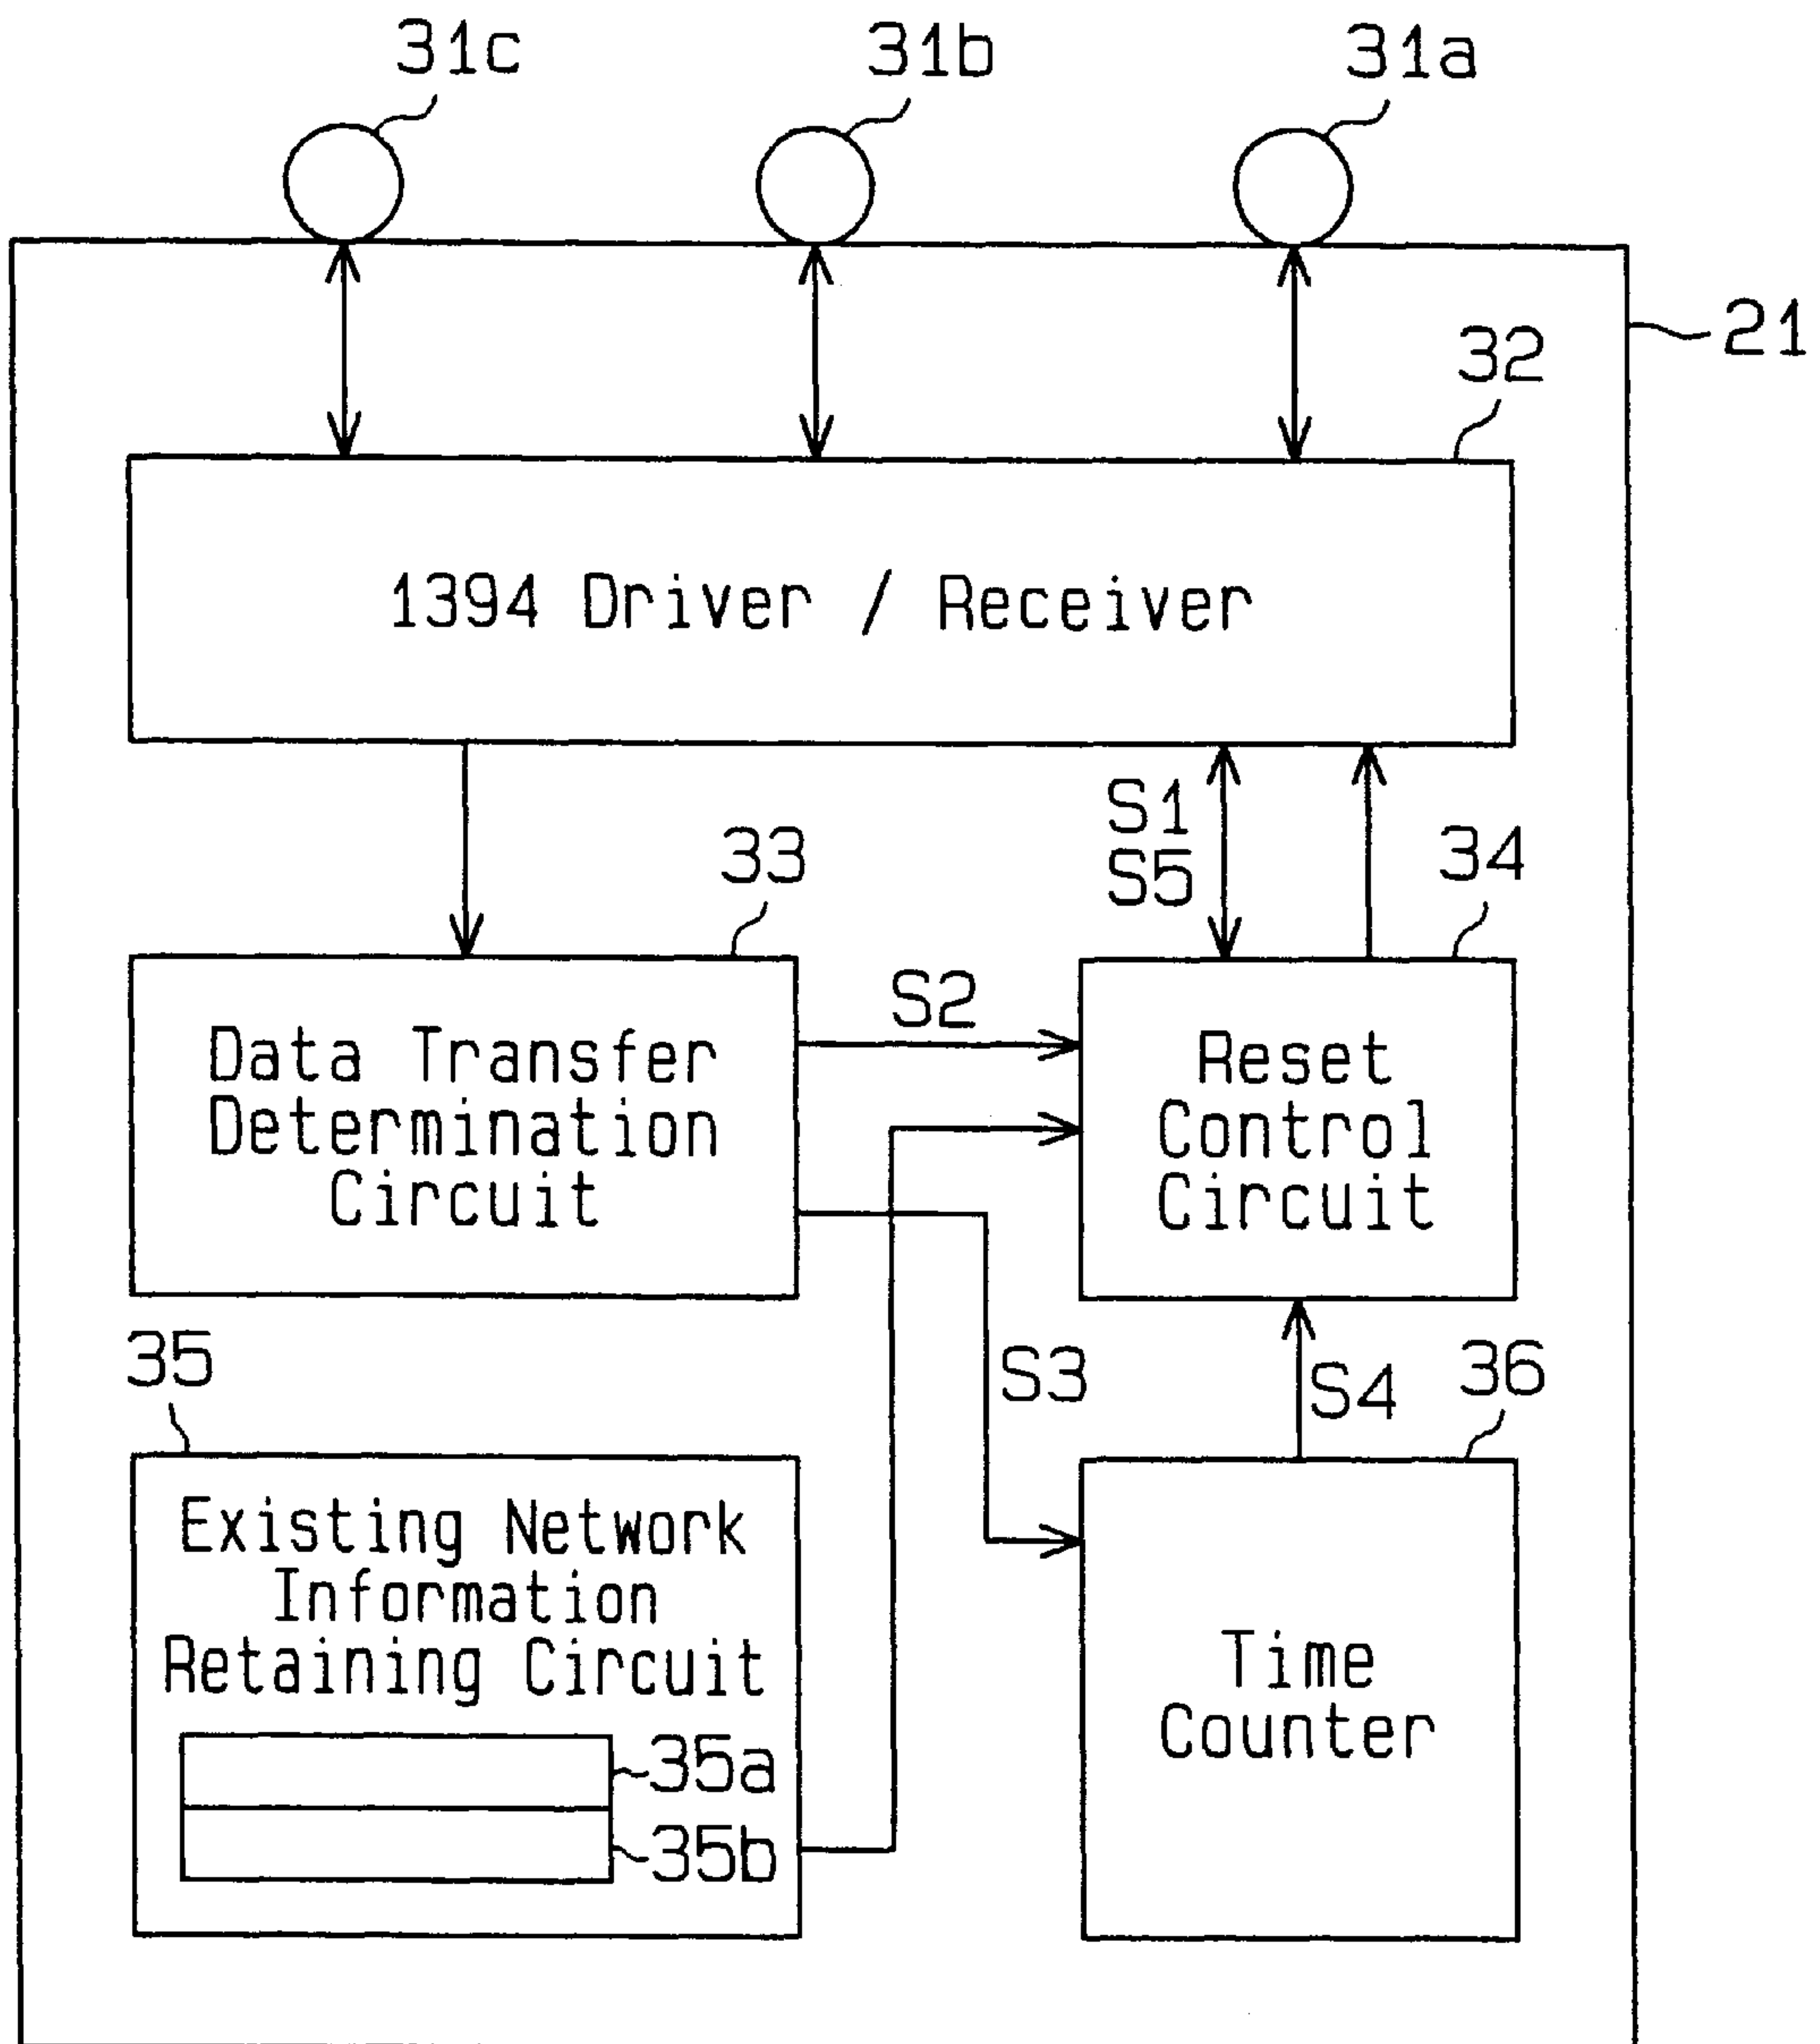 31c
31b
31a
21
32
1394 Driver / Receiver
S1
S5
33
34
S2
Data Transfer
Determination
Circuit
Reset
Control
Circuit
35
S3
S4
36
Existing Network
Information
Retaining Circuit
35a
35b
Time
Counter